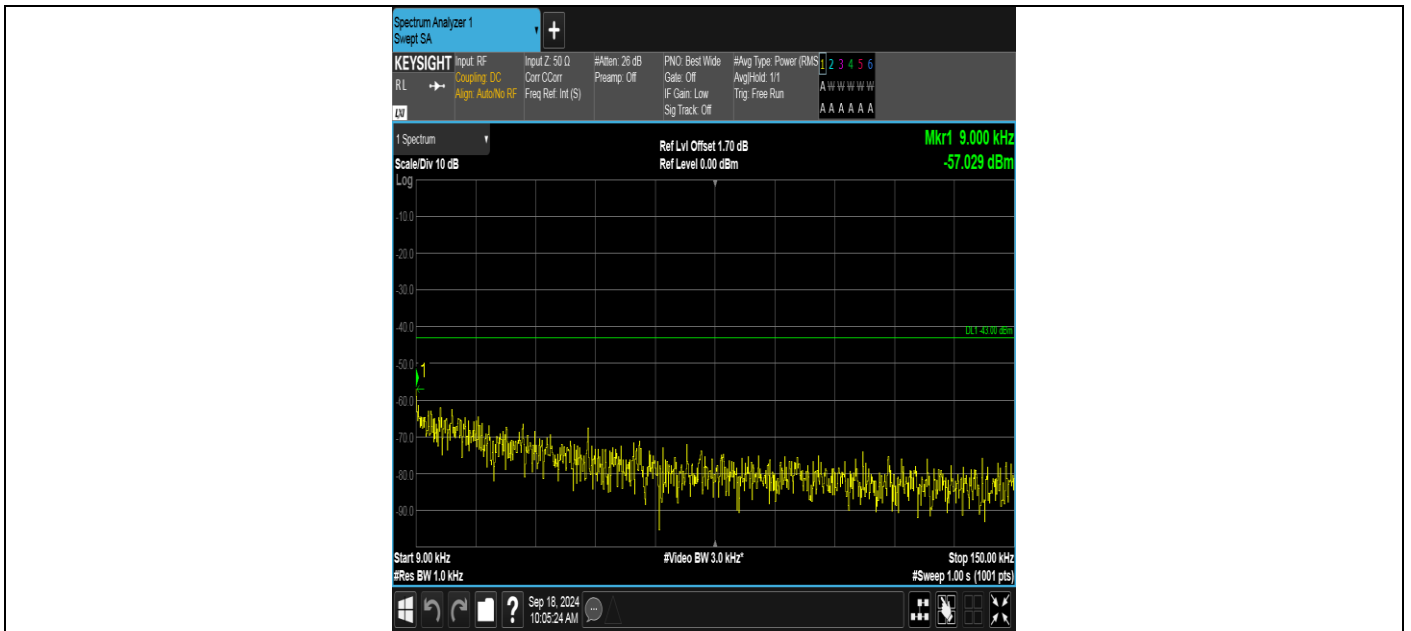 Spectrum Analyzer 1
Swept SA
+
KEYSIGHT
RL
LXI
Input: RF
Coupling: DC
Align: Auto/No RF
Input Z: 50 Ω
Corr CCorr
Freq Ref: Int (S)
#Atten: 26 dB
Preamp: Off
PNO: Best Wide
Gate: Off
IF Gain: Low
Sig Track: Off
#Avg Type: Power (RMS
Avg|Hold: 1/1
Trig: Free Run
1 2 3 4 5 6
A W W W W W
A A A A A A
1 Spectrum
Scale/Div 10 dB
Ref Lvl Offset 1.70 dB
Ref Level 0.00 dBm
Mkr1 9.000 kHz
-57.029 dBm
Log
-10.0
-20.0
-30.0
-40.0
DL1 -43.00 dBm
-50.0
1
-60.0
-70.0
-80.0
-90.0
Start 9.00 kHz
#Video BW 3.0 kHz*
Stop 150.00 kHz
#Res BW 1.0 kHz
#Sweep 1.00 s (1001 pts)
?
Sep 18, 2024
10:05:24 AM